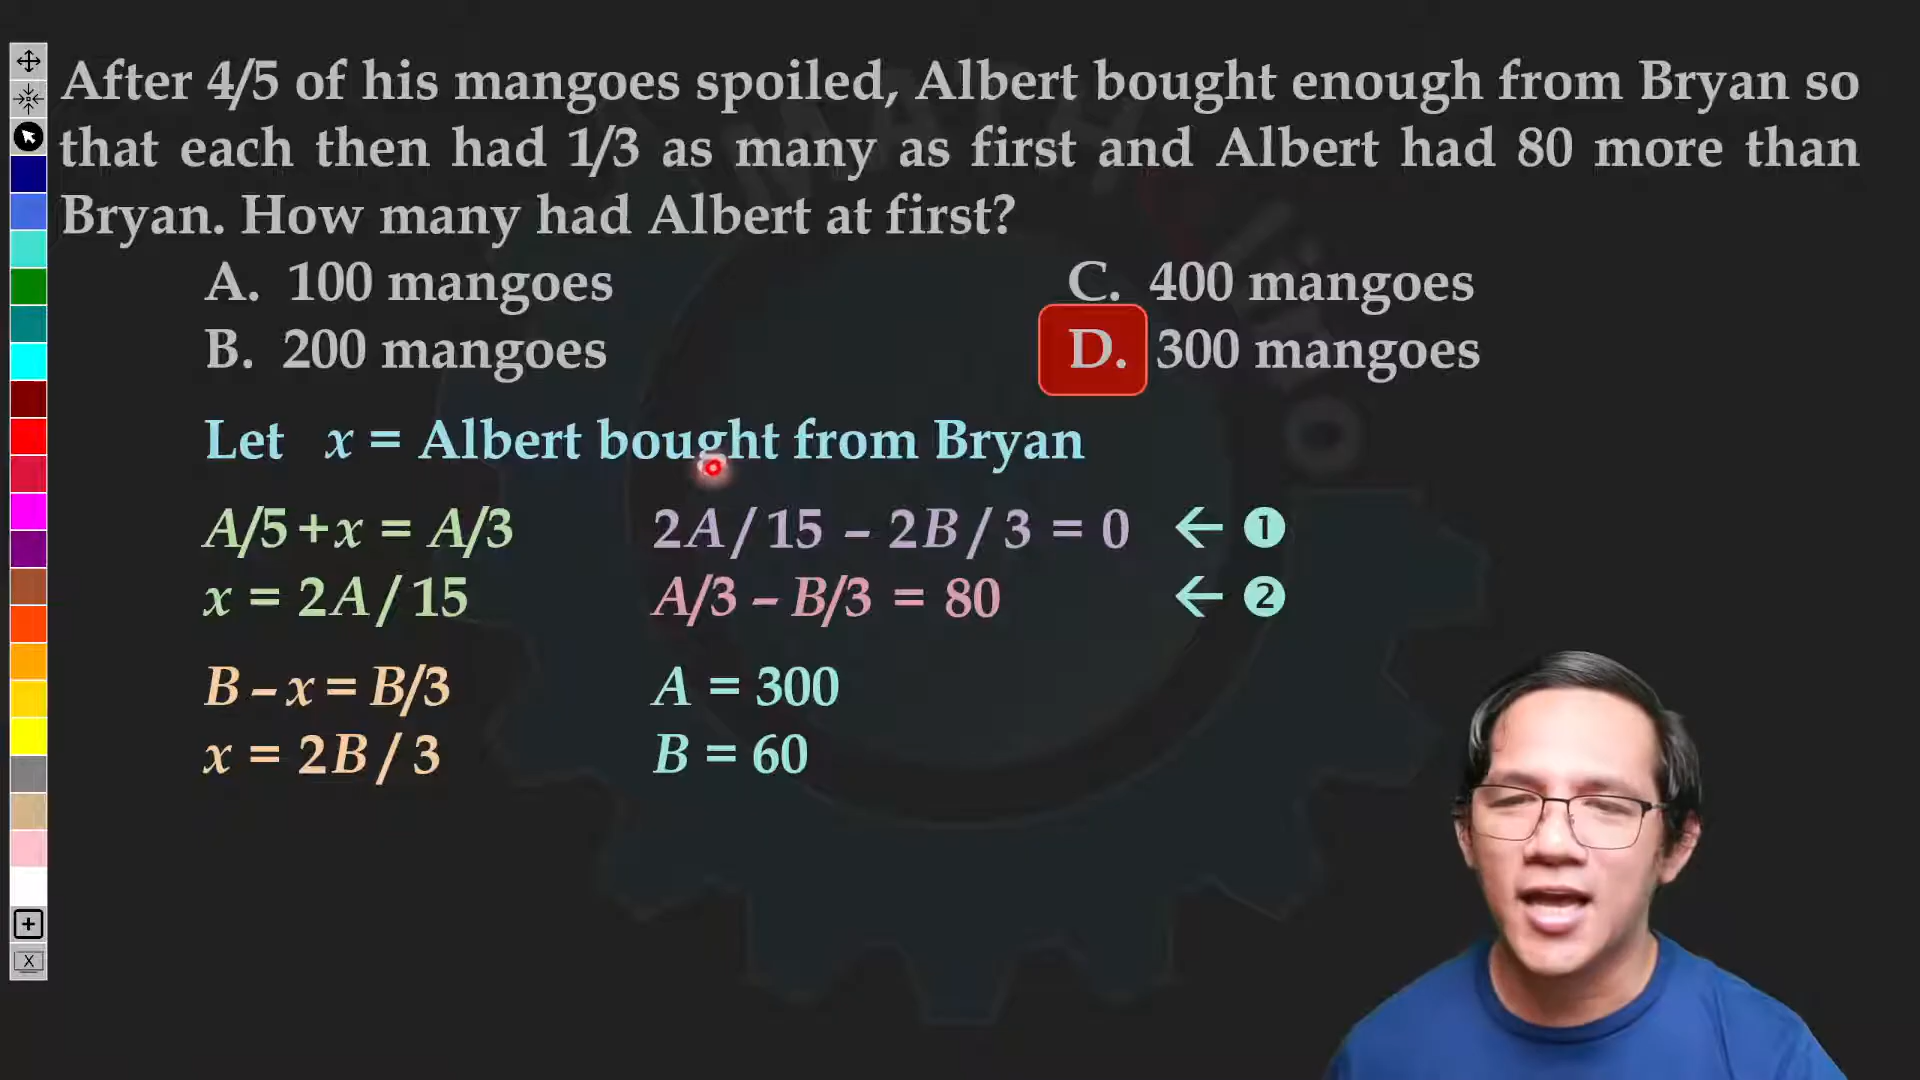 After 4/5 of his mangoes spoiled, Albert bought enough from Bryan so
that each then had 1/3 as many as first and Albert had 80 more than
Bryan. How many had Albert at first?
A. 100 mangoes
C. 400 mangoes
B. 200 mangoes
D. 300 mangoes
Let x = Albert bought from Bryan
A/5 + x = A/3
2A / 15 – 2B / 3 = 0 ← ❶
x = 2A / 15
A/3 – B/3 = 80 ← ❷
B – x = B/3
A = 300
x = 2B / 3
B = 60
X